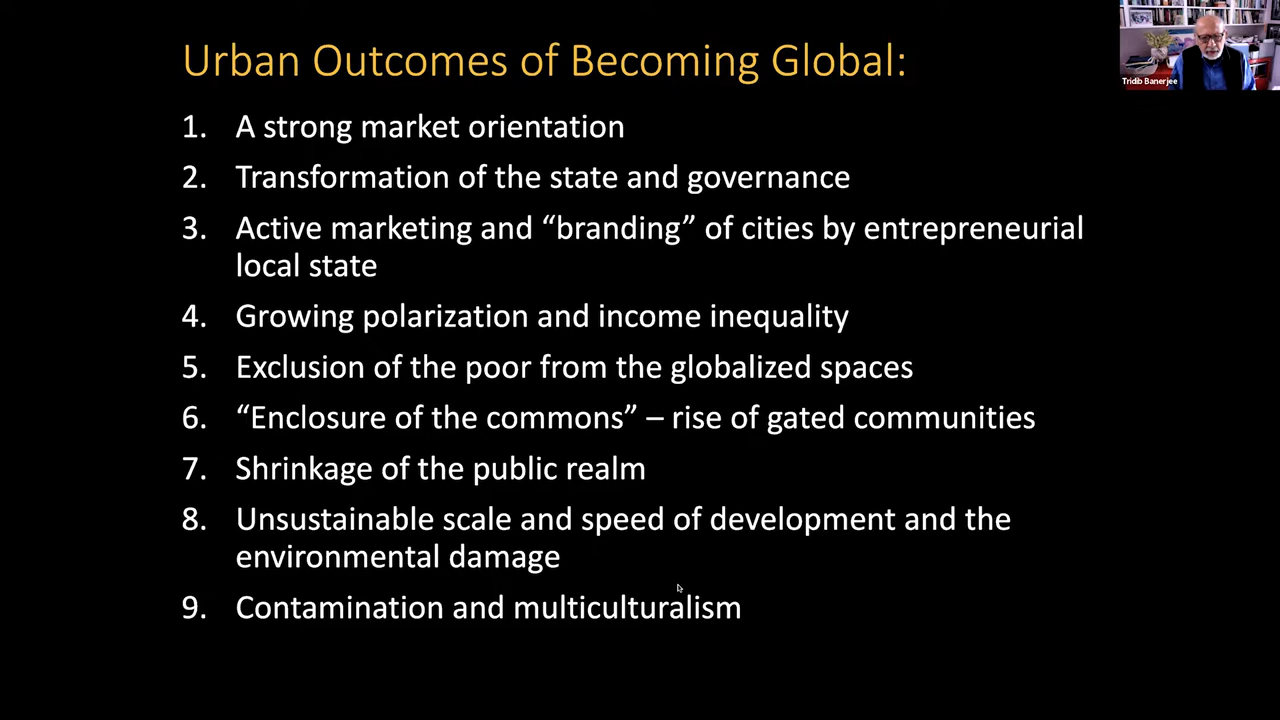 Urban Outcomes of Becoming Global:
Tridib Banerjee
1. A strong market orientation
2. Transformation of the state and governance
3. Active marketing and “branding” of cities by entrepreneurial
local state
4. Growing polarization and income inequality
5. Exclusion of the poor from the globalized spaces
6. “Enclosure of the commons” – rise of gated communities
7. Shrinkage of the public realm
8. Unsustainable scale and speed of development and the
environmental damage
9. Contamination and multiculturalism